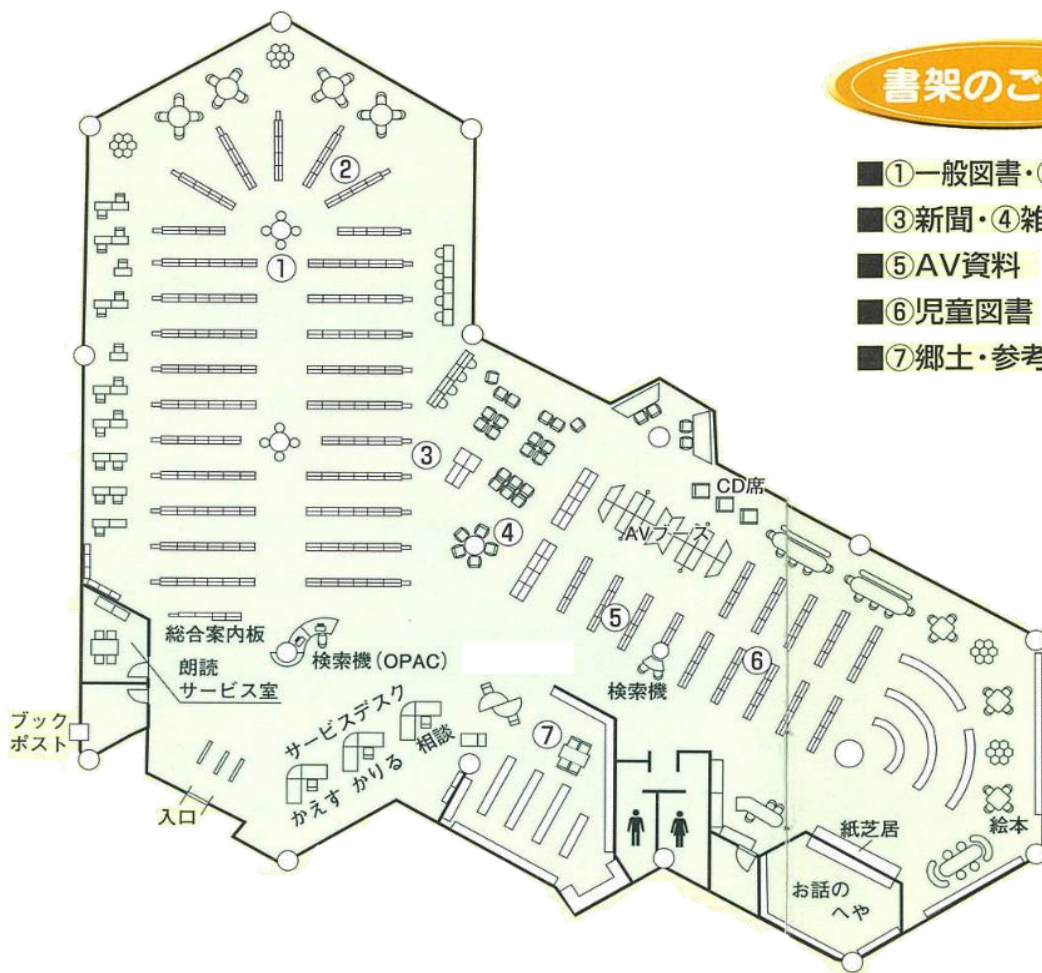 書架のご
■①一般図書・
■③新聞・④雑
■⑤AV資料
■⑥児童図書
■⑦郷土・参考
②
①
③
CD席
④
AVブース
⑤
総合案内板
検索機(OPAC)
⑥
朗読
サービス室
検索機
ブック
ポスト
サービスデスク
相談
⑦
かりる
かえす
入口
紙芝居
絵本
お話の
へや